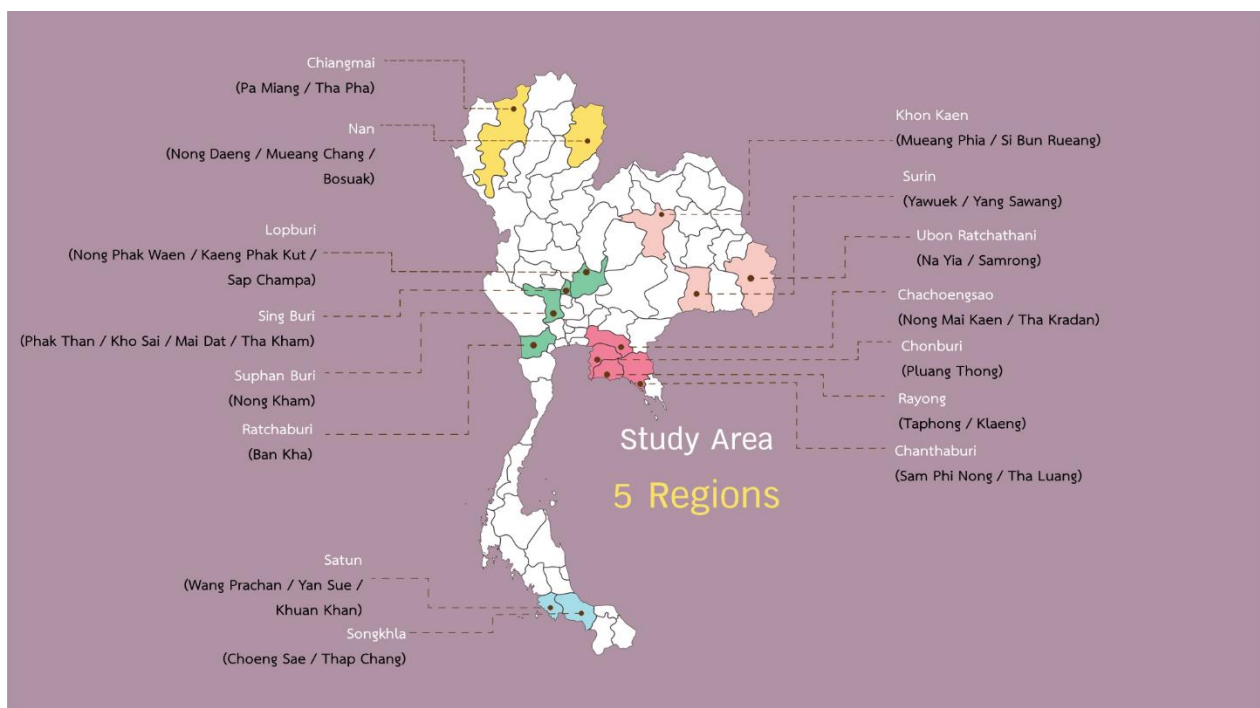 Chiangmai
(Pa Miang / Tha Pha)
Nan
(Nong Daeng / Mueang Chang /
Bosuak)
Lopburi
(Nong Phak Waen / Kaeng Phak Kut /
Sap Champa)
Sing Buri
(Phak Than / Kho Sai / Mai Dat / Tha Kham)
Suphan Buri
(Nong Kham)
Ratchaburi
(Ban Kha)
Satun
(Wang Prachan / Yan Sue /
Khuan Khan)
Songkhla
(Choeng Sae / Thap Chang)
Khon Kaen
(Mueang Phia / Si Bun Rueang)
Surin
(Yawuek / Yang Sawang)
Ubon Ratchathani
(Na Yia / Samrong)
Chachoengsao
(Nong Mai Kaen / Tha Kradan)
Chonburi
(Pluang Thong)
Rayong
(Taphong / Klaeng)
Chanthaburi
(Sam Phi Nong / Tha Luang)
Study Area
5 Regions